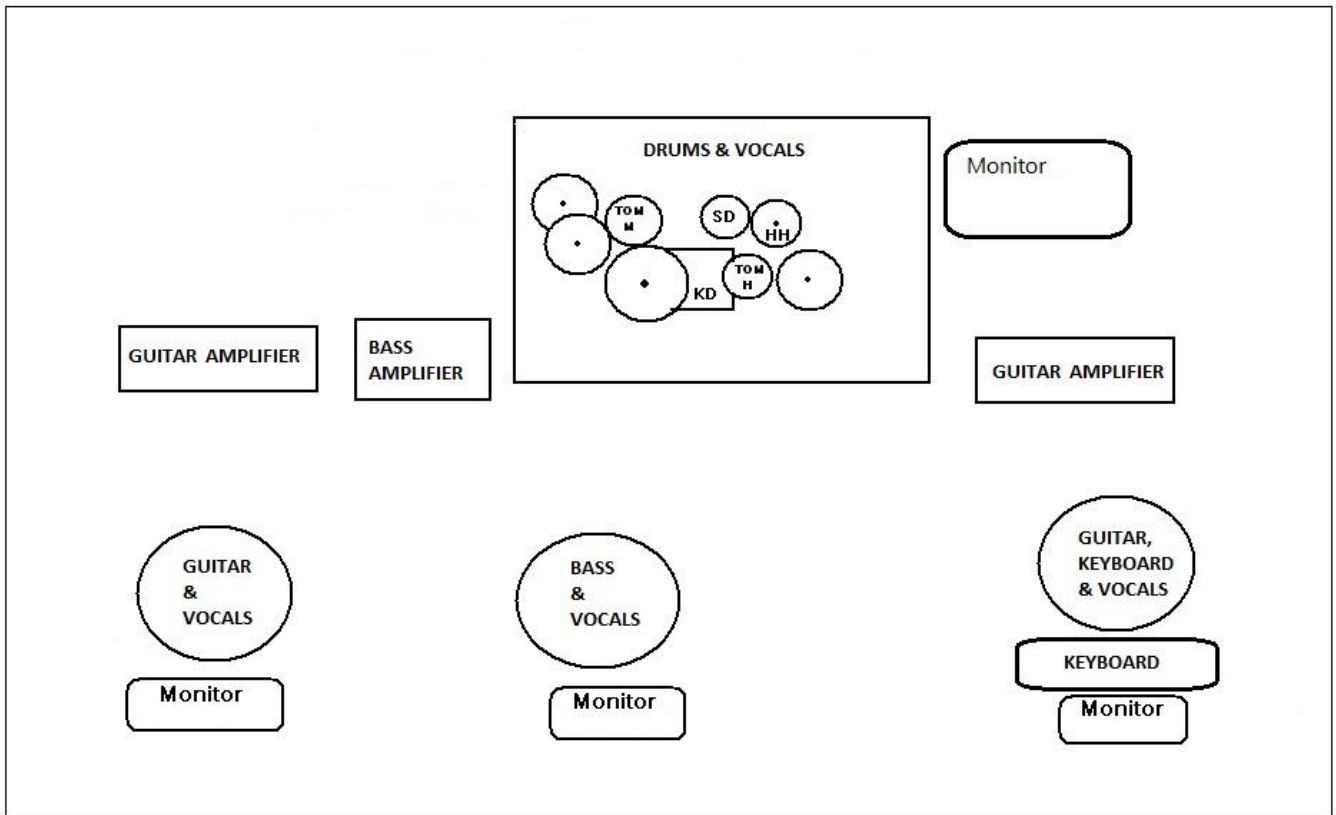 DRUMS & VOCALS
Monitor
TOM
M
SD
HH
TOM
H
KD
GUITAR AMPLIFIER
BASS
AMPLIFIER
GUITAR AMPLIFIER
GUITAR
&
VOCALS
BASS
&
VOCALS
GUITAR,
KEYBOARD
& VOCALS
KEYBOARD
Monitor
Monitor
Monitor